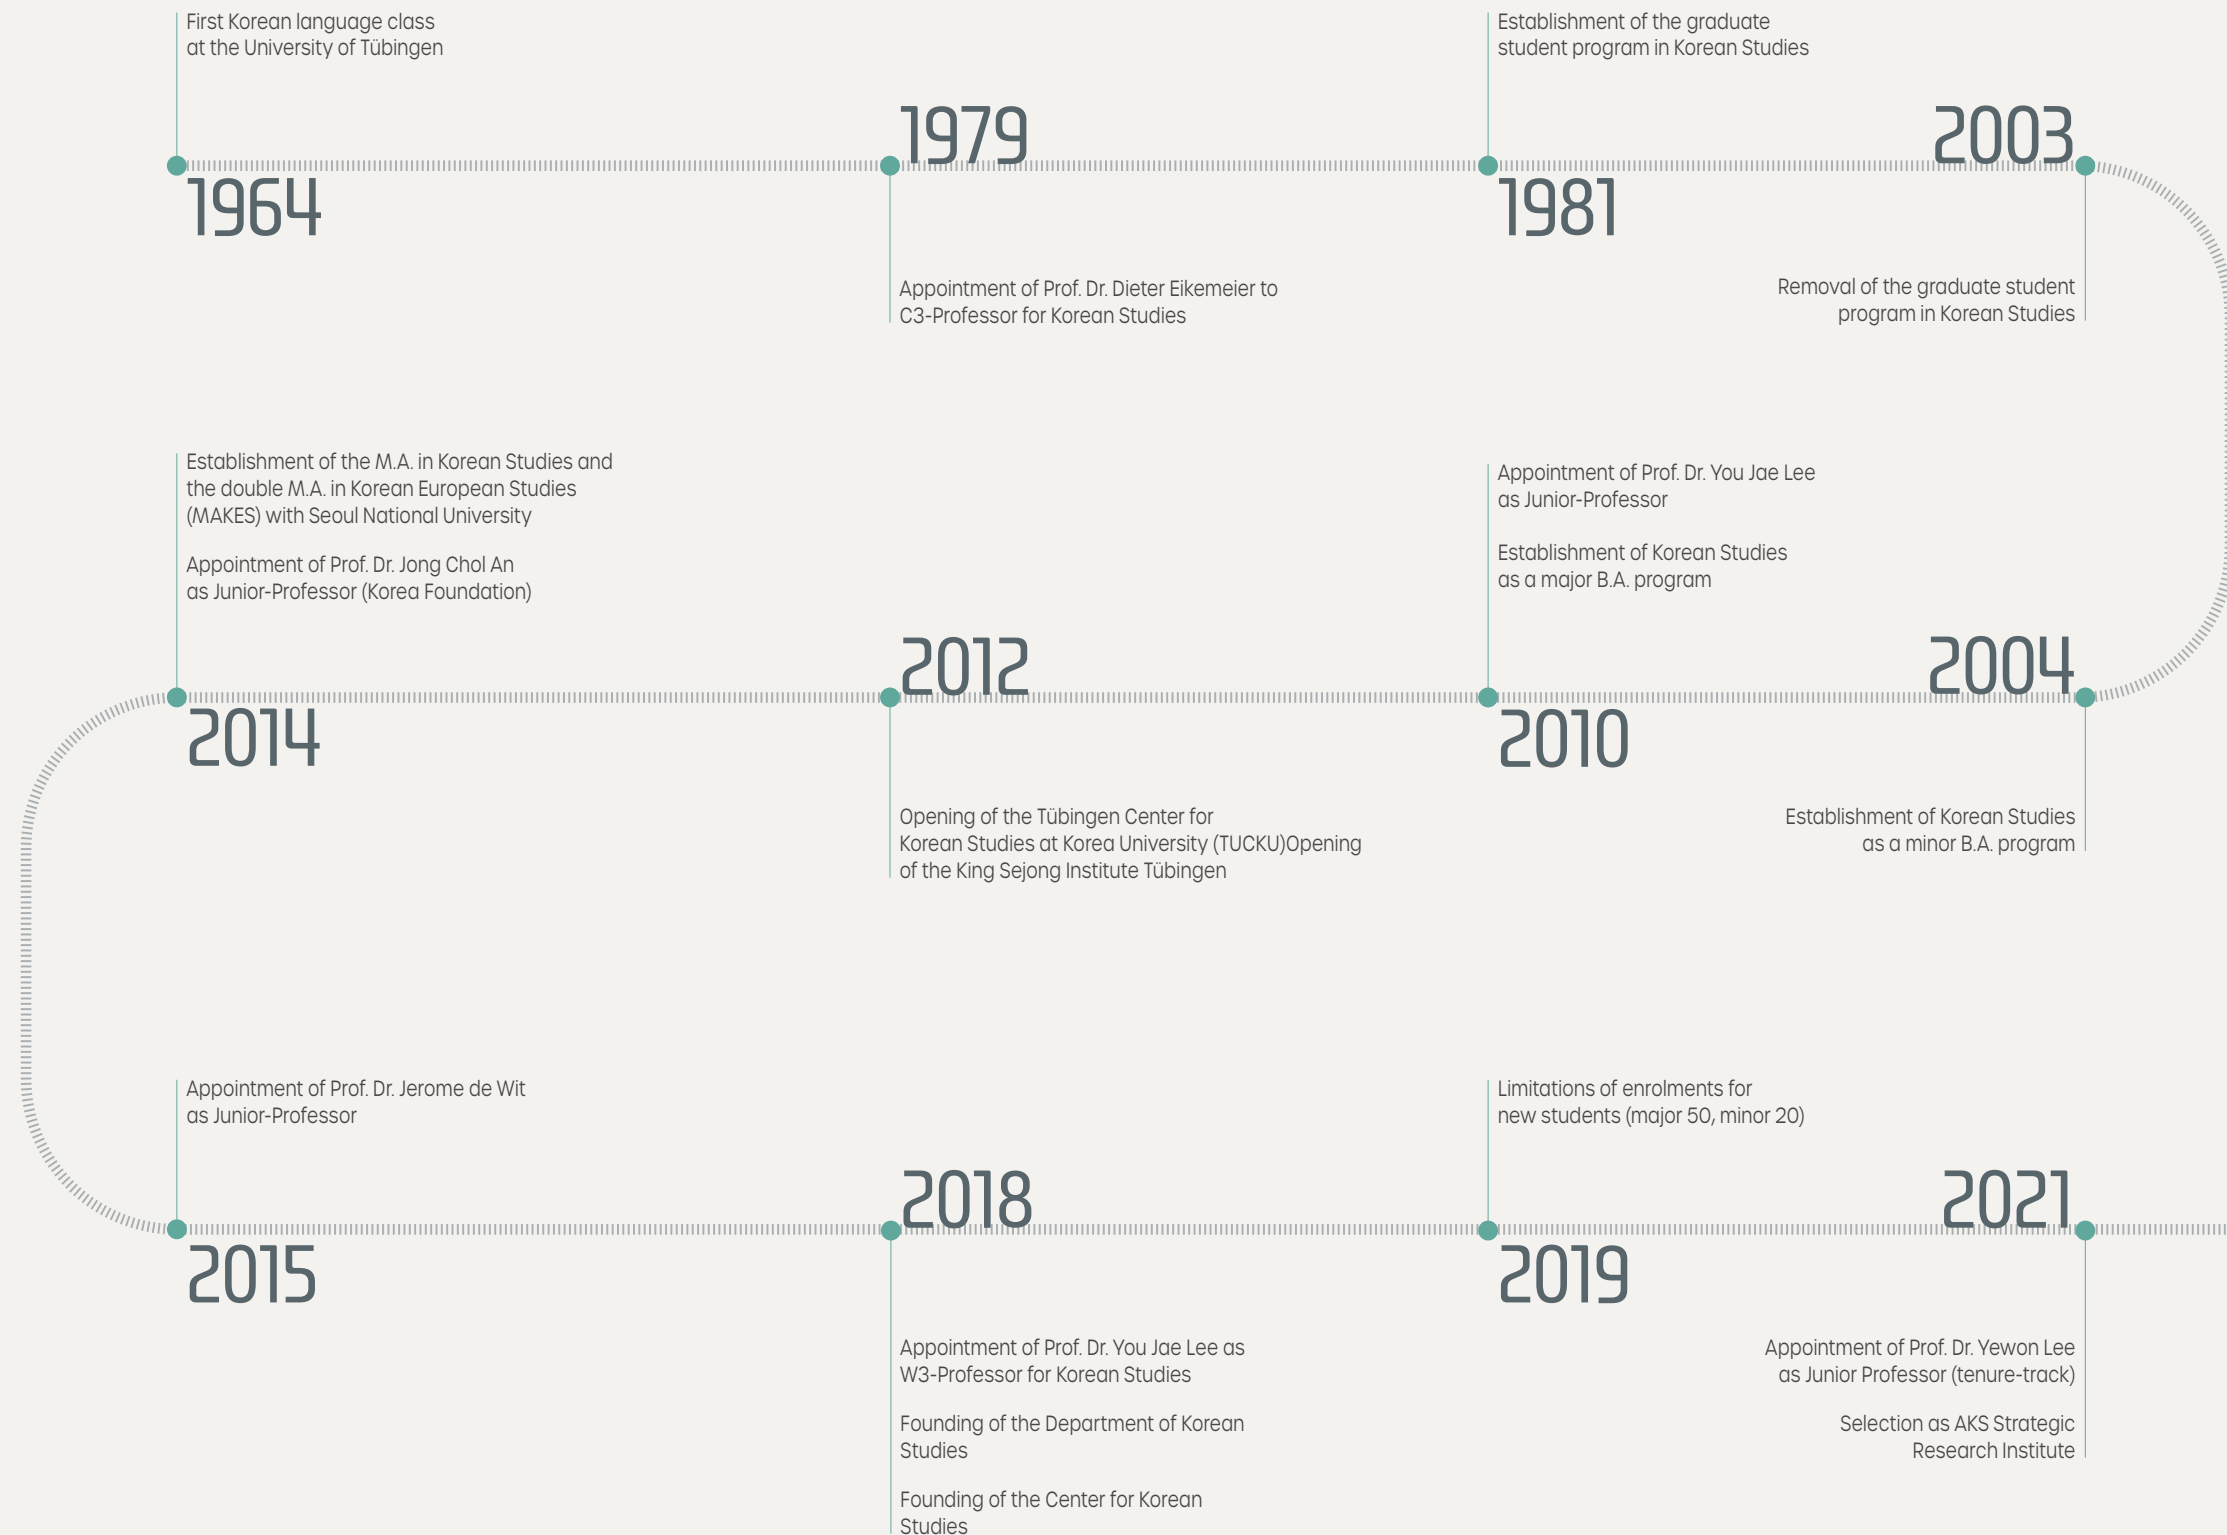 First Korean language class
at the University of Tübingen
1964
1979
Appointment of Prof. Dr. Dieter Eikemeier to
C3-Professor for Korean Studies
Establishment of the graduate
student program in Korean Studies
1981
2003
Removal of the graduate student
program in Korean Studies
2004
Establishment of Korean Studies
as a minor B.A. program
Appointment of Prof. Dr. You Jae Lee
as Junior-Professor
Establishment of Korean Studies
as a major B.A. program
2010
2012
Opening of the Tübingen Center for
Korean Studies at Korea University (TUCKU)Opening
of the King Sejong Institute Tübingen
Establishment of the M.A. in Korean Studies and
the double M.A. in Korean European Studies
(MAKES) with Seoul National University
Appointment of Prof. Dr. Jong Chol An
as Junior-Professor (Korea Foundation)
2014
Appointment of Prof. Dr. Jerome de Wit
as Junior-Professor
2015
2018
Appointment of Prof. Dr. You Jae Lee as
W3-Professor for Korean Studies
Founding of the Department of Korean
Studies
Founding of the Center for Korean
Studies
Limitations of enrolments for
new students (major 50, minor 20)
2019
2021
Appointment of Prof. Dr. Yewon Lee
as Junior Professor (tenure-track)
Selection as AKS Strategic
Research Institute